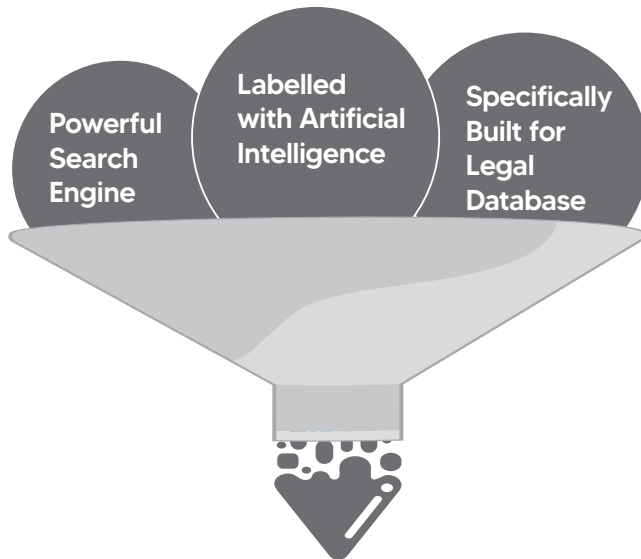 Powerful
Search
Engine
Labelled
with Artificial
Intelligence
Specifically
Built for
Legal
Database